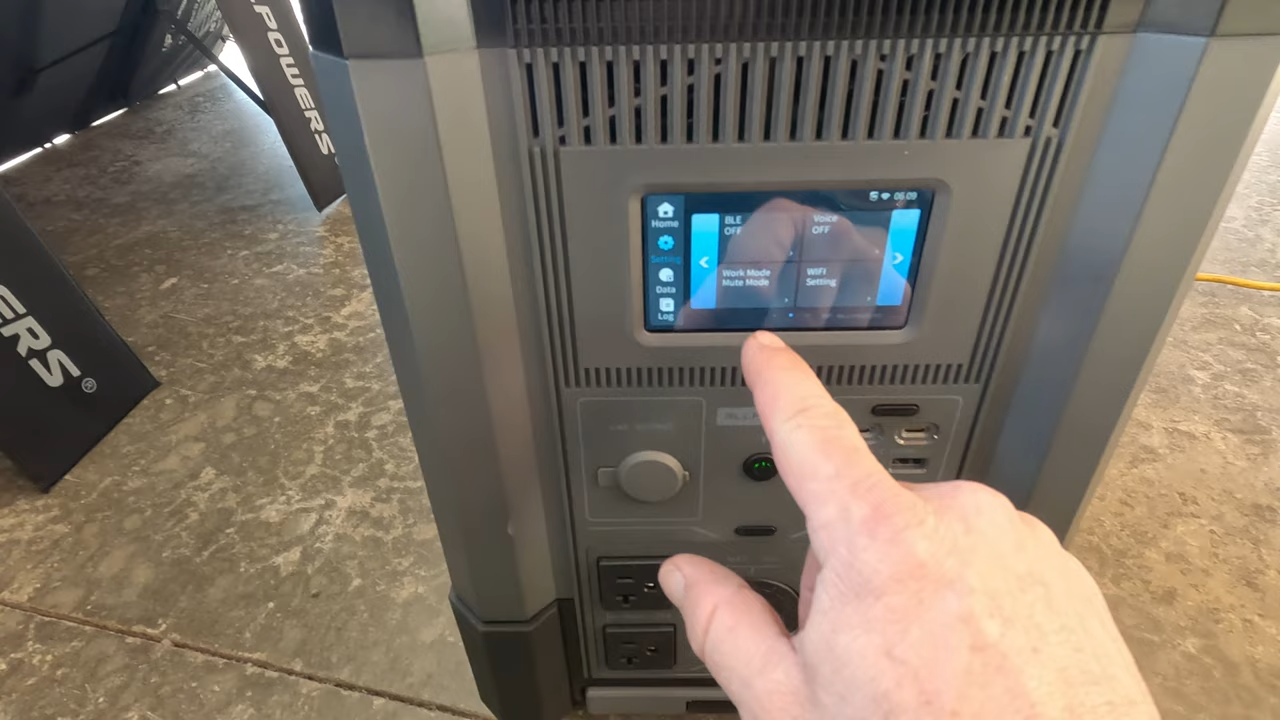 POWERS
ERS®
06:09
Home
Setting
Data
Log
BLE
OFF
Voice
OFF
Work Mode
Mute Mode
WIFI
Setting